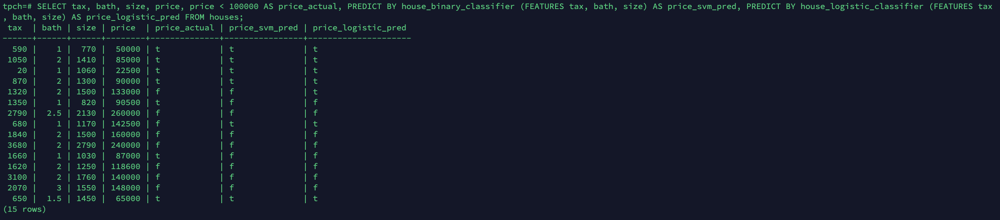 tpch=# SELECT tax, bath, size, price, price < 100000 AS price_actual, PREDICT BY house_binary_classifier (FEATURES tax, bath, size) AS price_svm_pred, PREDICT BY house_logistic_classifier (FEATURES tax
, bath, size) AS price_logistic_pred FROM houses;
 tax  | bath | size | price  | price_actual | price_svm_pred | price_logistic_pred
------+------+------+--------+--------------+----------------+---------------------
  590 |    1 |  770 |  50000 | t            | t              | t
 1050 |    2 | 1410 |  85000 | t            | t              | t
   20 |    1 | 1060 |  22500 | t            | t              | t
  870 |    2 | 1300 |  90000 | t            | t              | t
 1320 |    2 | 1500 | 133000 | f            | f              | t
 1350 |    1 |  820 |  90500 | t            | f              | f
 2790 |  2.5 | 2130 | 260000 | f            | f              | f
  680 |    1 | 1170 | 142500 | f            | t              | t
 1840 |    2 | 1500 | 160000 | f            | f              | f
 3680 |    2 | 2790 | 240000 | f            | f              | f
 1660 |    1 | 1030 |  87000 | t            | f              | f
 1620 |    2 | 1250 | 118600 | f            | f              | f
 3100 |    2 | 1760 | 140000 | f            | f              | f
 2070 |    3 | 1550 | 148000 | f            | f              | f
  650 |  1.5 | 1450 |  65000 | t            | t              | t
(15 rows)